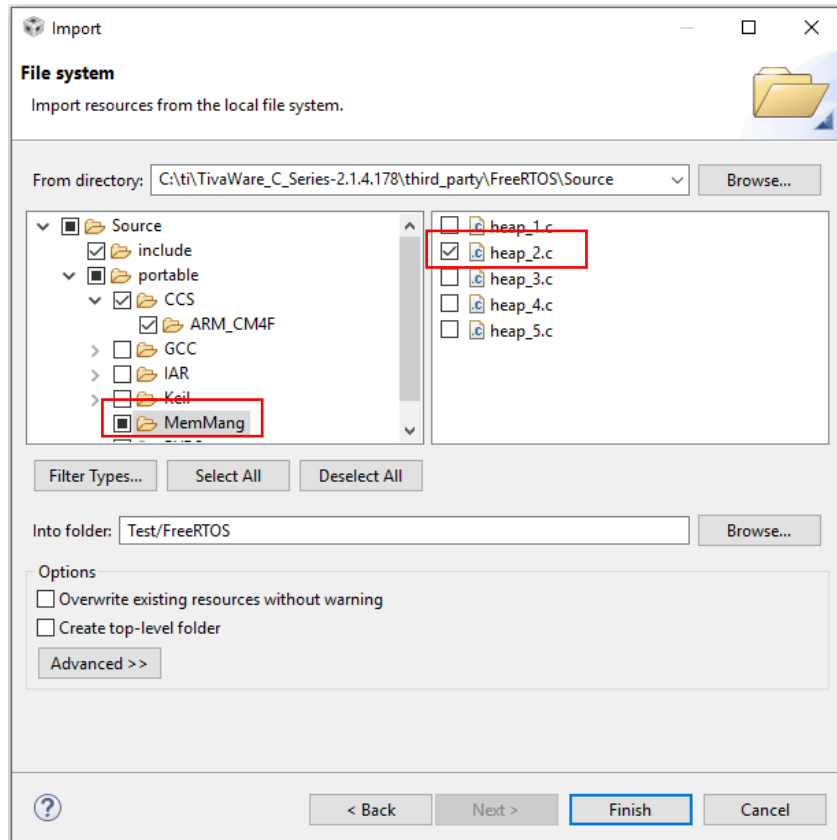 Import
File system
Import resources from the local file system.
From directory: C:\ti\TivaWare_C_Series-2.1.4.178\third_party\FreeRTOS\Source Browse...
Source
include
portable
CCS
ARM_CM4F
GCC
IAR
Keil
MemMang
heap_1.c
heap_2.c
heap_3.c
heap_4.c
heap_5.c
Filter Types... Select All Deselect All
Into folder: Test/FreeRTOS Browse...
Options
Overwrite existing resources without warning
Create top-level folder
Advanced >>
? < Back Next > Finish Cancel